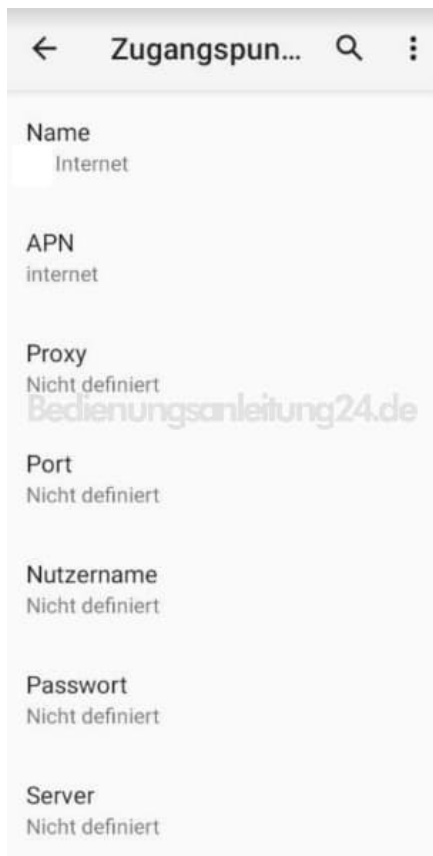 Zugangspun...
Name
Internet
APN
internet
Proxy
Nicht definiert
Bedienungsanleitung24.de
Port
Nicht definiert
Nutzername
Nicht definiert
Passwort
Nicht definiert
Server
Nicht definiert